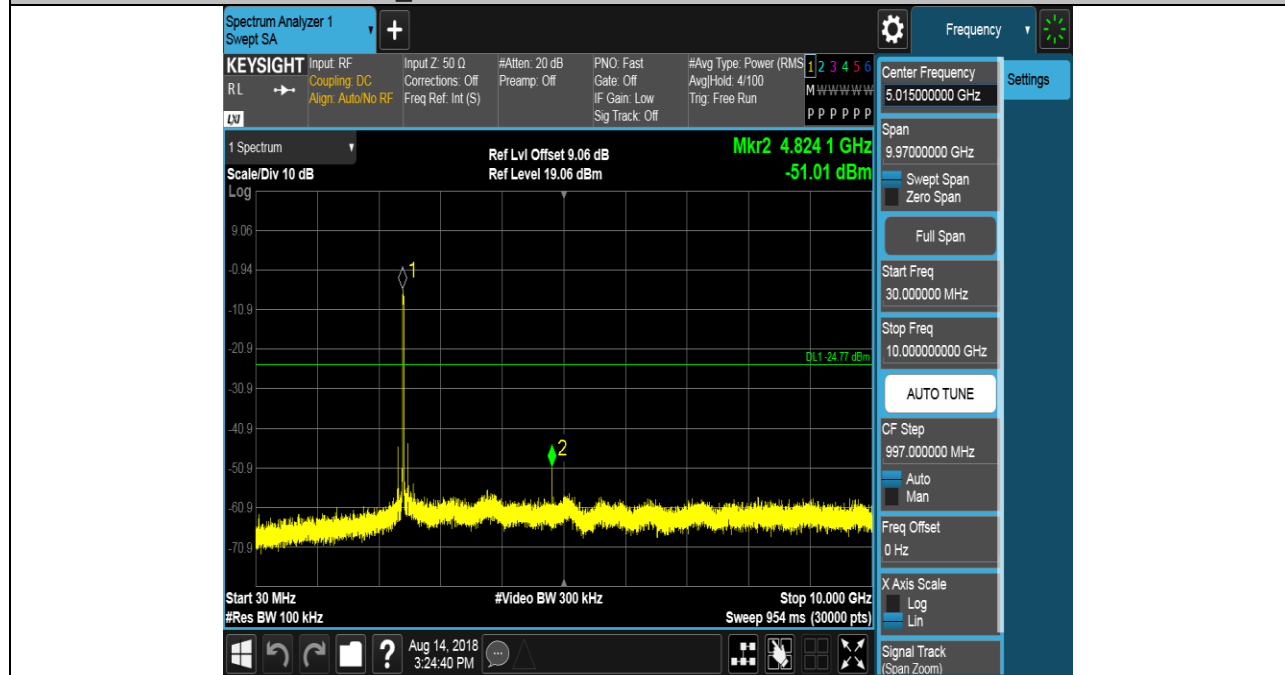 Spectrum Analyzer 1
Swept SA
+
Frequency
KEYSIGHT
RL
LXI
Input: RF
Coupling: DC
Align: Auto/No RF
Input Z: 50 Ω
Corrections: Off
Freq Ref: Int (S)
#Atten: 20 dB
Preamp: Off
PNO: Fast
Gate: Off
IF Gain: Low
Sig Track: Off
#Avg Type: Power (RMS
Avg|Hold: 4/100
Trig: Free Run
1 2 3 4 5 6
M W W W W W
P P P P P P
1 Spectrum
Scale/Div 10 dB
Log
Ref Lvl Offset 9.06 dB
Ref Level 19.06 dBm
Mkr2 4.824 1 GHz
-51.01 dBm
9.06
-0.94
-10.9
-20.9
-30.9
-40.9
-50.9
-60.9
-70.9
1
DL1 -24.77 dBm
2
Start 30 MHz
#Res BW 100 kHz
#Video BW 300 kHz
Stop 10.000 GHz
Sweep 954 ms (30000 pts)
?
Aug 14, 2018
3:24:40 PM
Center Frequency
5.015000000 GHz
Span
9.97000000 GHz
Swept Span
Zero Span
Full Span
Start Freq
30.000000 MHz
Stop Freq
10.000000000 GHz
AUTO TUNE
CF Step
997.000000 MHz
Auto
Man
Freq Offset
0 Hz
X Axis Scale
Log
Lin
Signal Track
(Span Zoom)
Settings